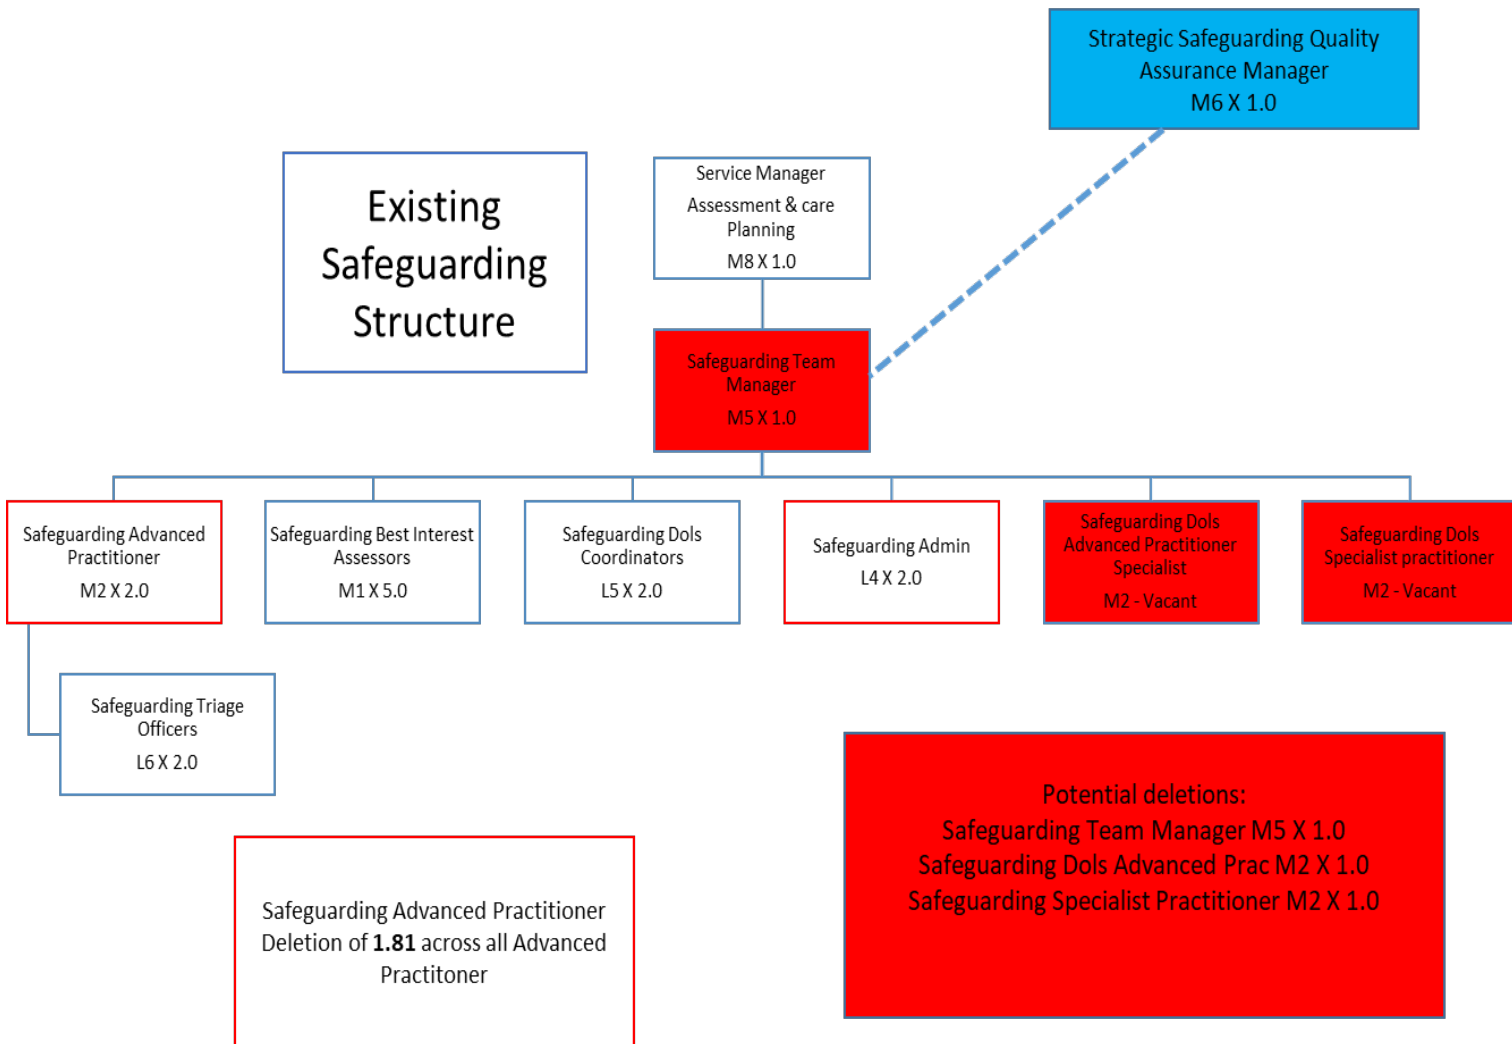 Strategic Safeguarding Quality
Assurance Manager
M6 X 1.0
Existing
Safeguarding
Structure
Service Manager
Assessment & care
Planning
M8 X 1.0
Safeguarding Team
Manager
M5 X 1.0
Safeguarding Advanced
Practitioner
M2 X 2.0
Safeguarding Best Interest
Assessors
M1 X 5.0
Safeguarding Dols
Coordinators
L5 X 2.0
Safeguarding Admin
L4 X 2.0
Safeguarding Dols
Advanced Practitioner
Specialist
M2 - Vacant
Safeguarding Dols
Specialist practitioner
M2 - Vacant
Safeguarding Triage
Officers
L6 X 2.0
Potential deletions:
Safeguarding Team Manager M5 X 1.0
Safeguarding Dols Advanced Prac M2 X 1.0
Safeguarding Specialist Practitioner M2 X 1.0
Safeguarding Advanced Practitioner
Deletion of 1.81 across all Advanced
Practitoner